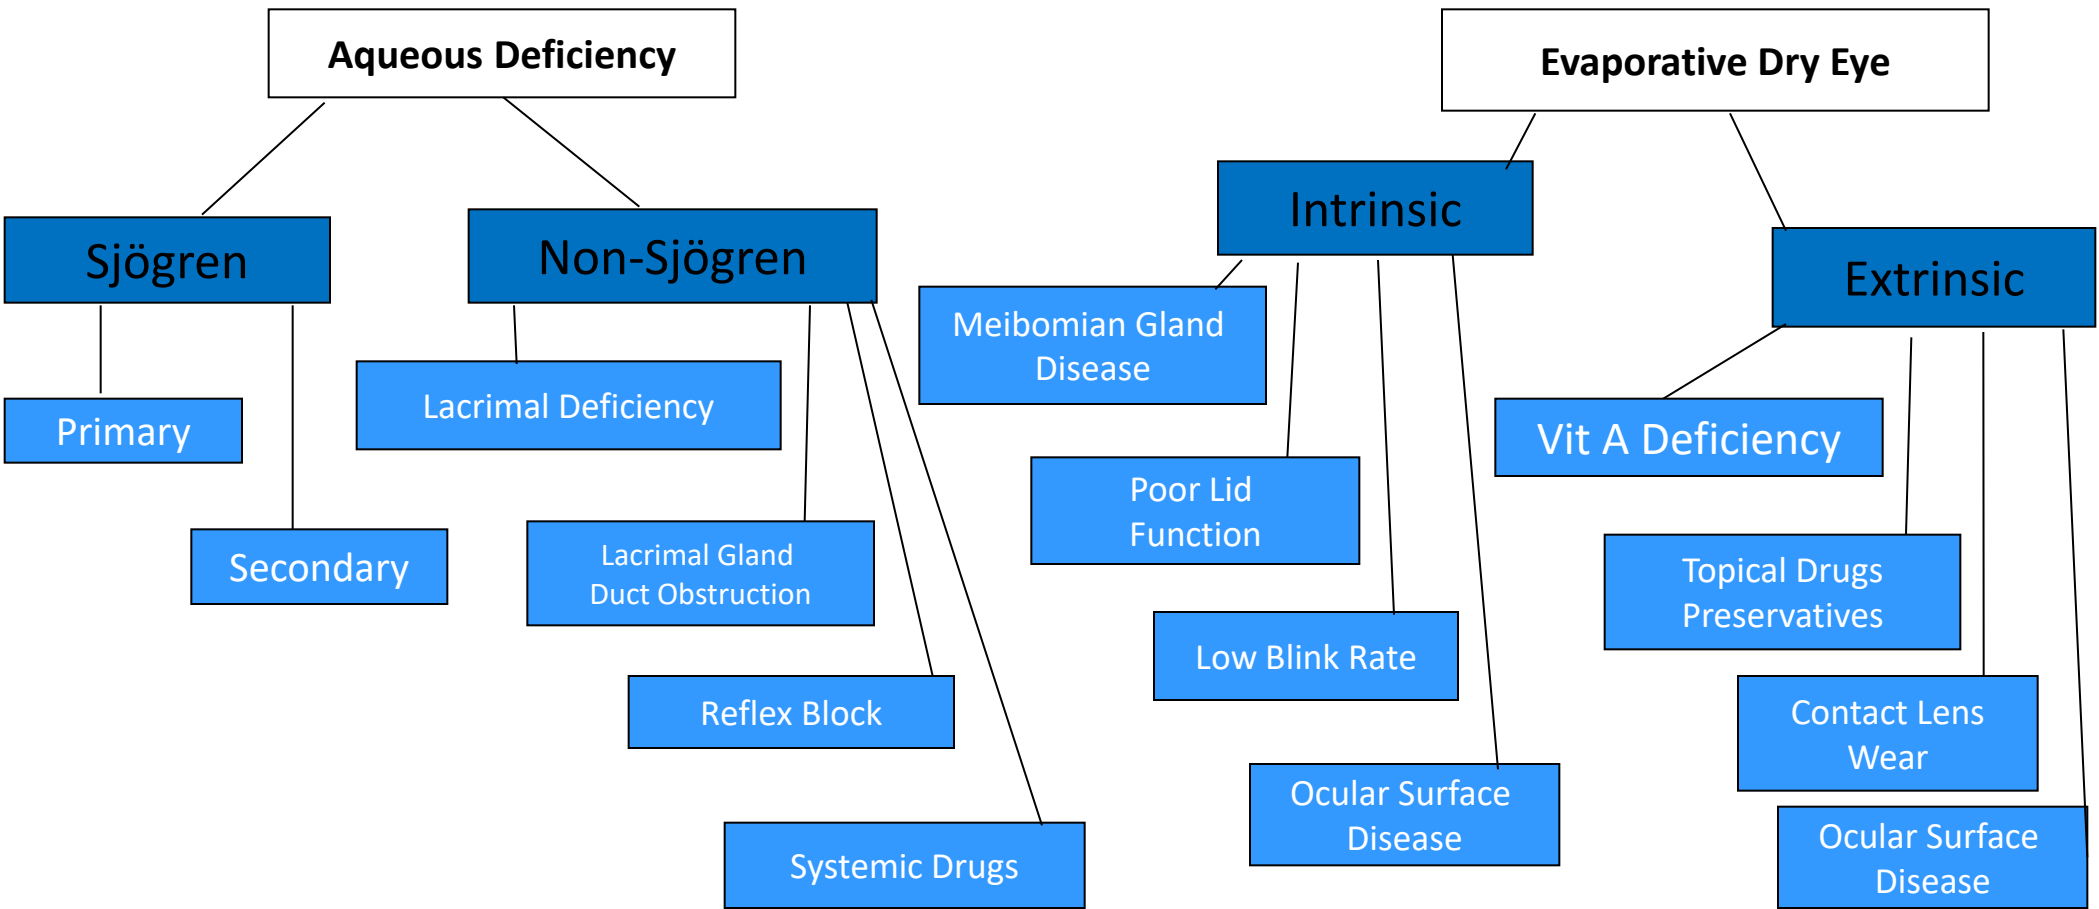 Aqueous Deficiency
Evaporative Dry Eye
Sjögren
Non-Sjögren
Intrinsic
Extrinsic
Primary
Secondary
Lacrimal Deficiency
Lacrimal Gland
Duct Obstruction
Reflex Block
Systemic Drugs
Meibomian Gland
Disease
Poor Lid
Function
Low Blink Rate
Ocular Surface
Disease
Vit A Deficiency
Topical Drugs
Preservatives
Contact Lens
Wear
Ocular Surface
Disease